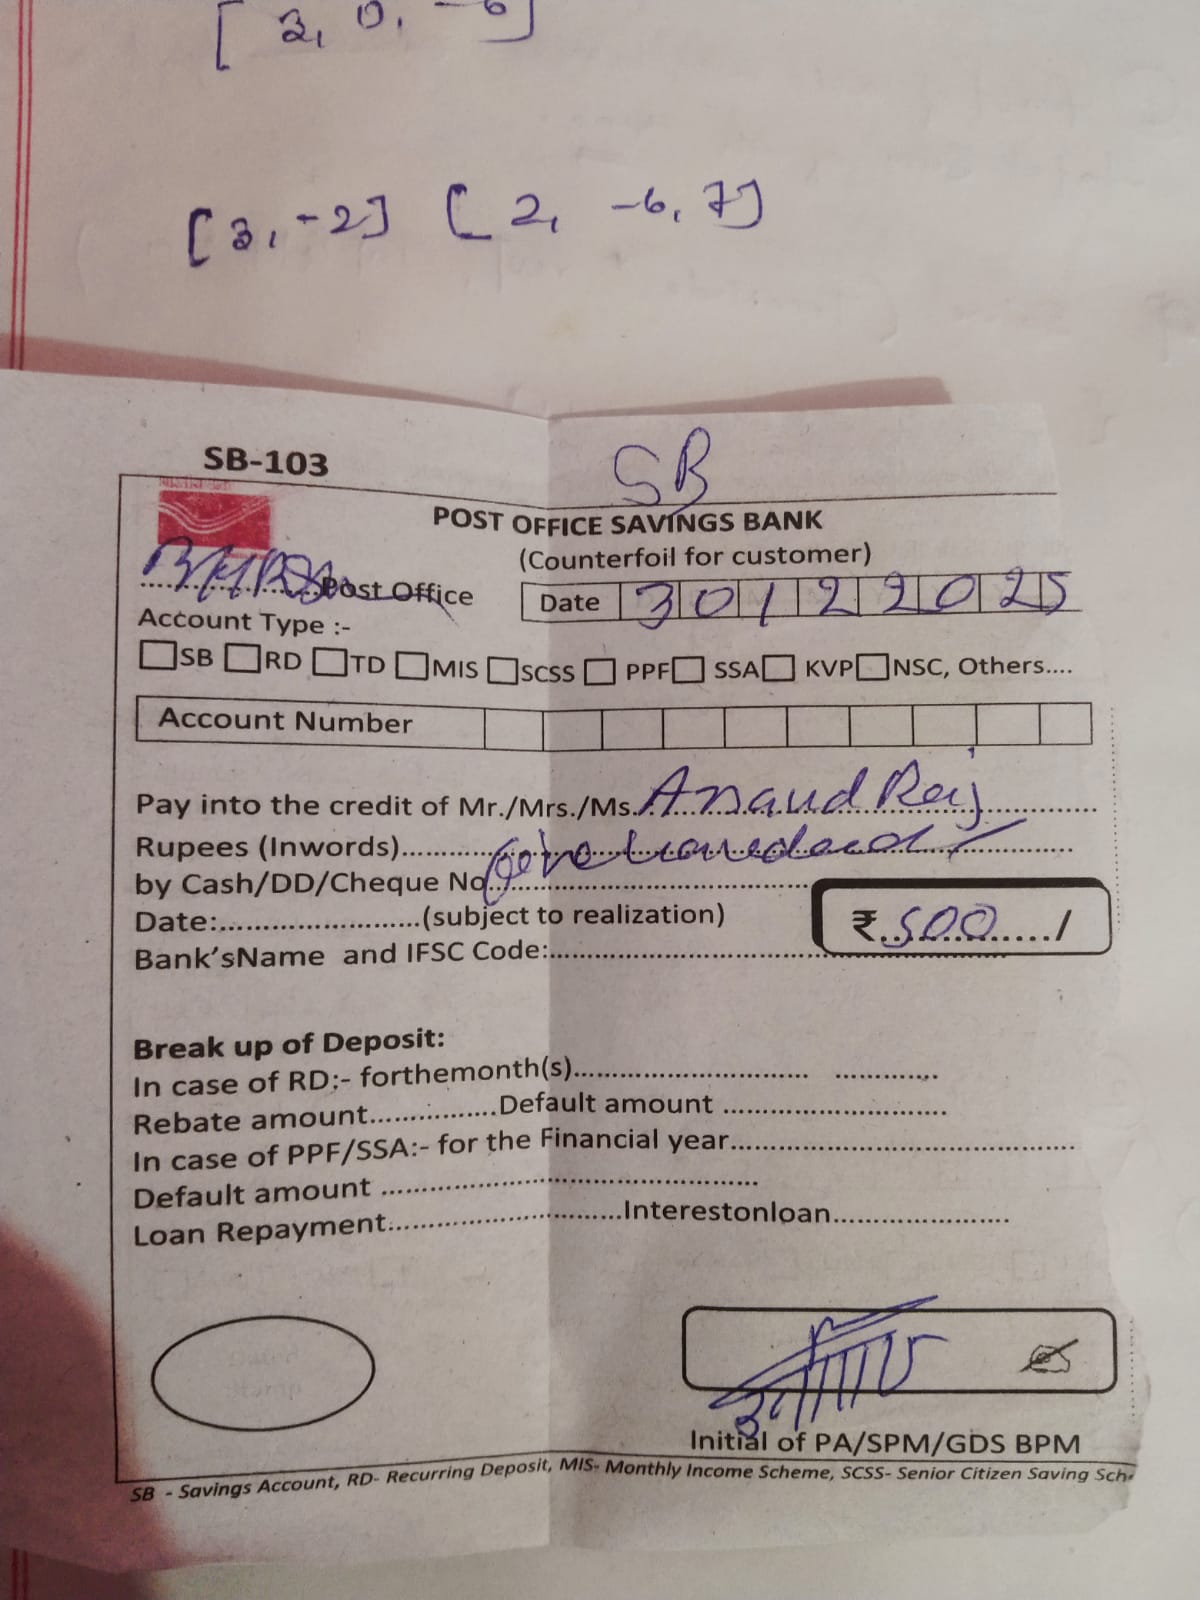 [ 3, 0, -6]
[3, -2] [ 2, -6, 7]
SB-103
SB
POST OFFICE SAVINGS BANK
(Counterfoil for customer)
..........Post Office
Date 30122025
Account Type :-
SB RD TD MIS SCSS PPF SSA KVP NSC, Others....
Account Number
Pay into the credit of Mr./Mrs./Ms. Anand Raj
Rupees (Inwords)..........
by Cash/DD/Cheque No..........
Date:..........(subject to realization)
₹.500....../
Bank'sName and IFSC Code:..........
Break up of Deposit:
In case of RD:- forthemonth(s)..........
Rebate amount..........Default amount ..........
In case of PPF/SSA:- for the Financial year..........
Default amount ..........
Loan Repayment:..........Interestonloan..........
Dated
Stamp
Initial of PA/SPM/GDS BPM
SB - Savings Account, RD- Recurring Deposit, MIS- Monthly Income Scheme, SCSS- Senior Citizen Saving Sch